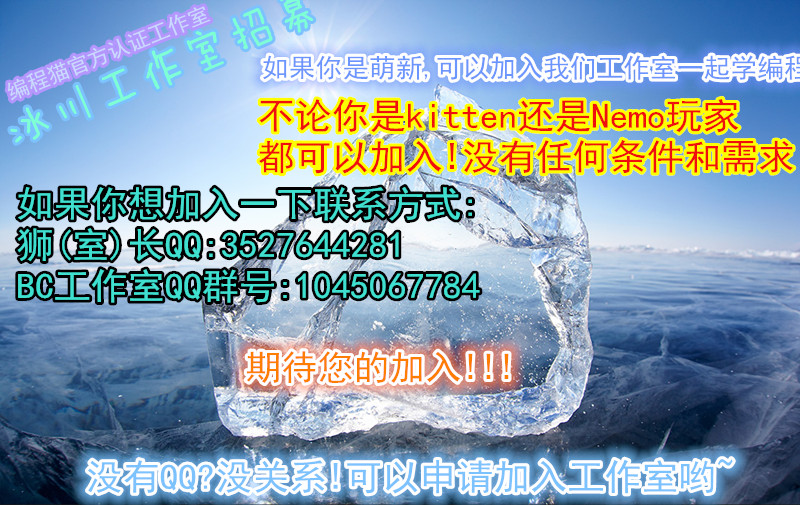 编程猫官方认证工作室
冰川工作室招募
如果你是萌新,可以加入我们工作室一起学编程
不论你是kitten还是Nemo玩家
都可以加入!没有任何条件和需求
如果你想加入一下联系方式:
狮(室)长QQ:3527644281
BC工作室QQ群号:1045067784
期待您的加入!!!
没有QQ?没关系!可以申请加入工作室哟~